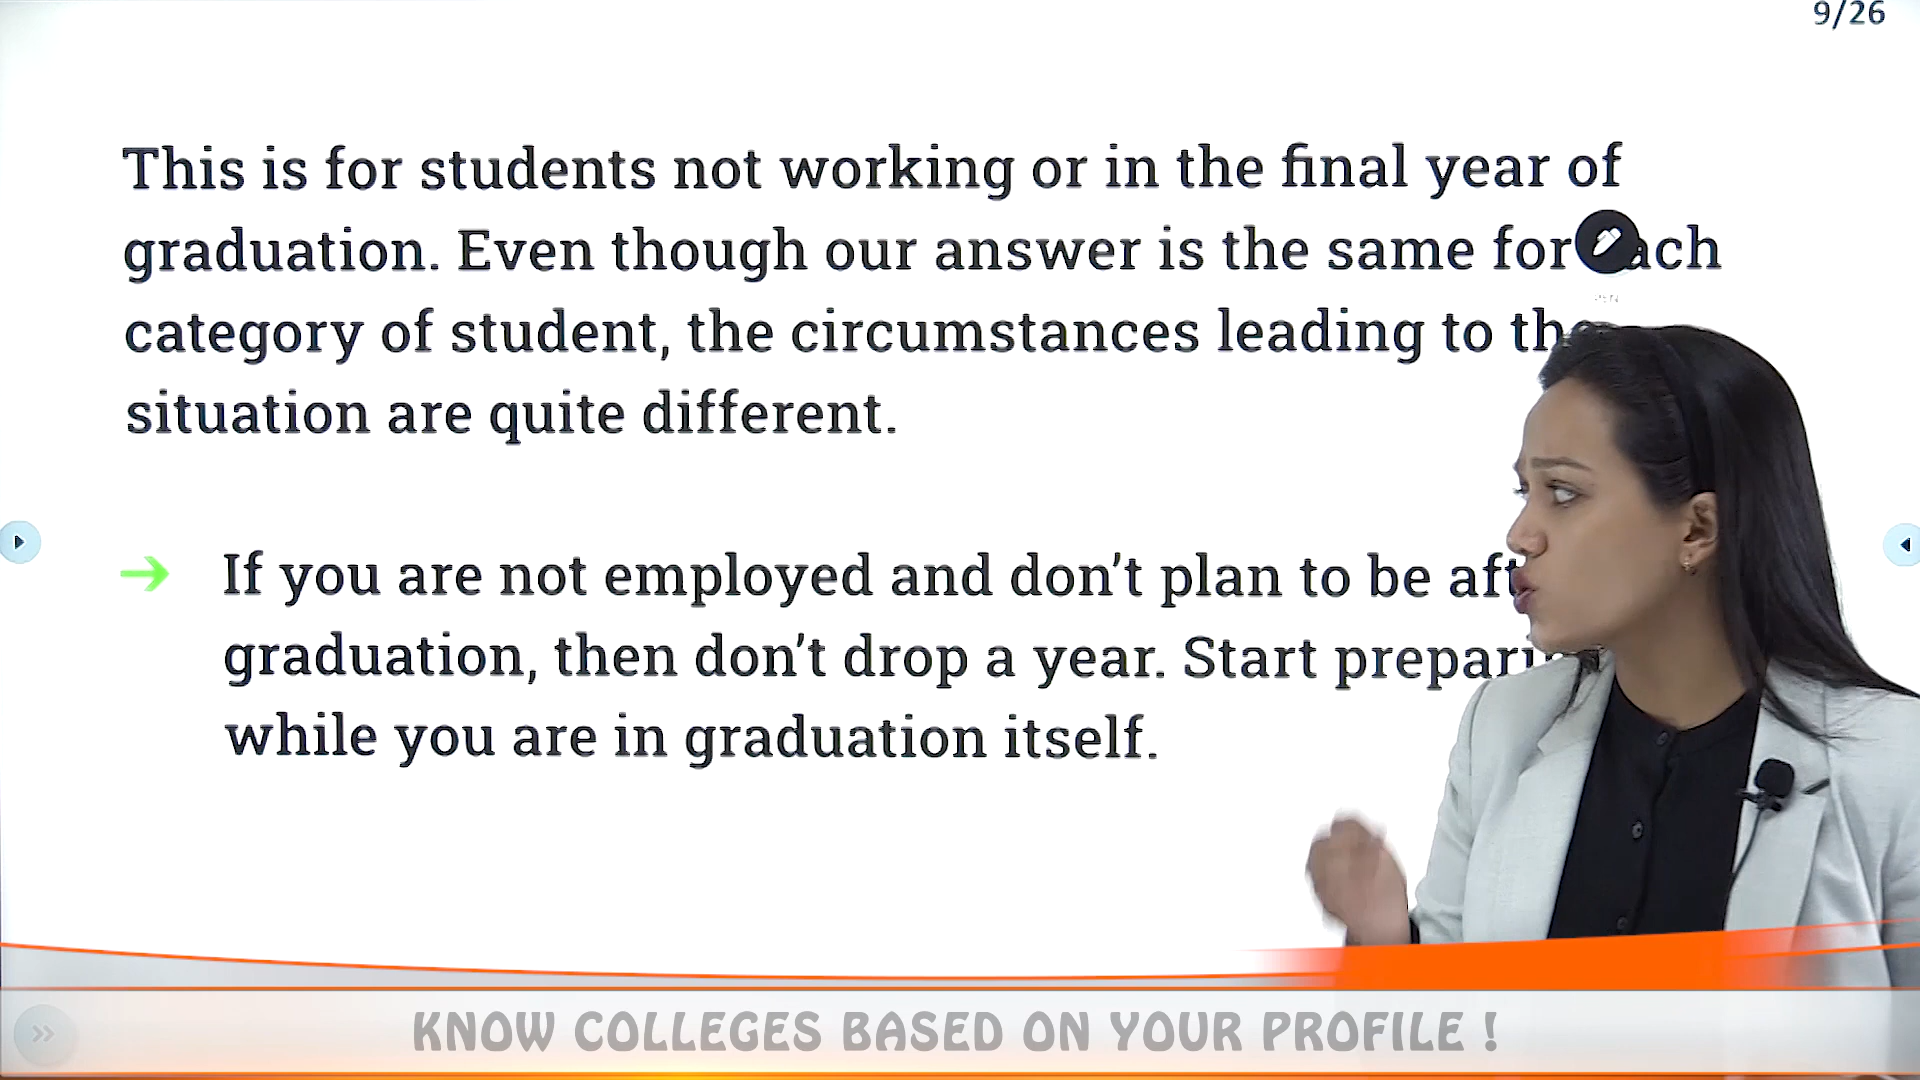 9/26
This is for students not working or in the final year of
graduation. Even though our answer is the same for
category of student, the circumstances leading to
situation are quite different.
If you are not employed and don’t plan to be
graduation, then don’t drop a year. Start
while you are in graduation itself.
KNOW COLLEGES BASED ON YOUR PROFILE !